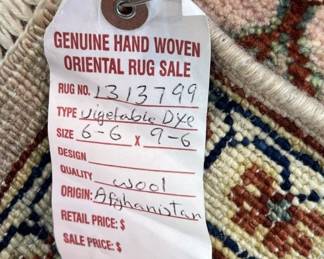 GENUINE HAND WOVEN
ORIENTAL RUG SALE
RUG NO. 1313799
TYPE Vigetable Dye
SIZE 6-6 X 9-6
DESIGN
QUALITY wool
ORIGIN: Afghanistan
RETAIL PRICE: $
SALE PRICE: $